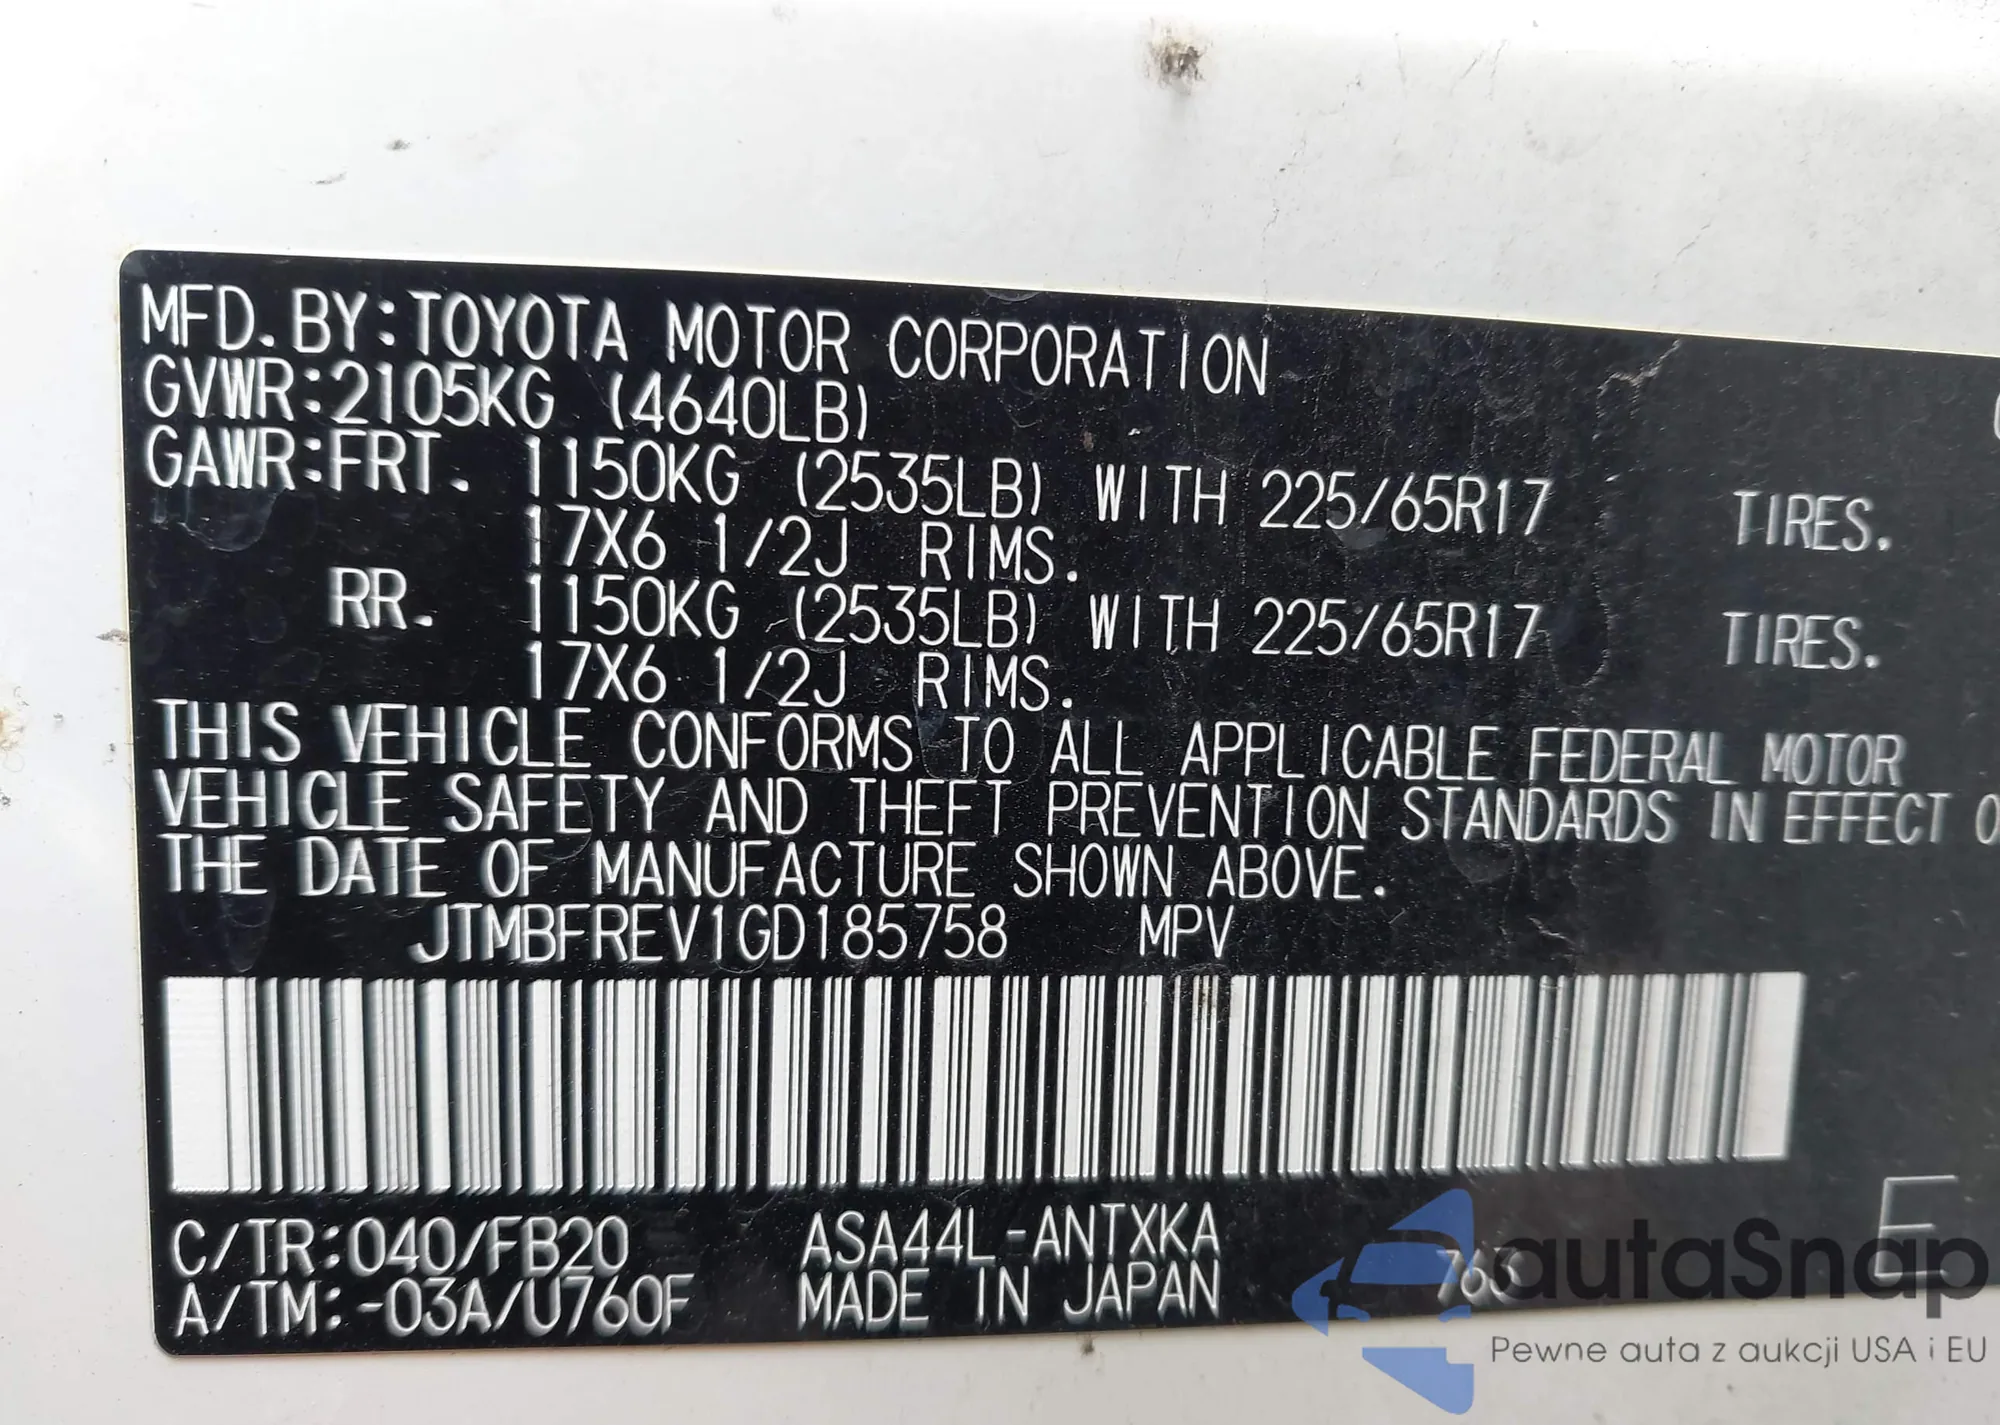 MFD. BY:TOYOTA MOTOR CORPORATION
GVWR:2105KG (4640LB)
GAWR:FRT. 1150KG (2535LB) WITH 225/65R17 TIRES.
17X6 1/2J RIMS.
RR. 1150KG (2535LB) WITH 225/65R17 TIRES.
17X6 1/2J RIMS.
THIS VEHICLE CONFORMS TO ALL APPLICABLE FEDERAL MOTOR
VEHICLE SAFETY AND THEFT PREVENTION STANDARDS IN EFFECT
THE DATE OF MANUFACTURE SHOWN ABOVE.
JTMBFREV1GD185758 MPV
C/TR:040/FB20 ASA44L-ANTXKA
A/TM:-03A/U760F MADE IN JAPAN 763 E
autaSnap
Pewne auta z aukcji USA i EU